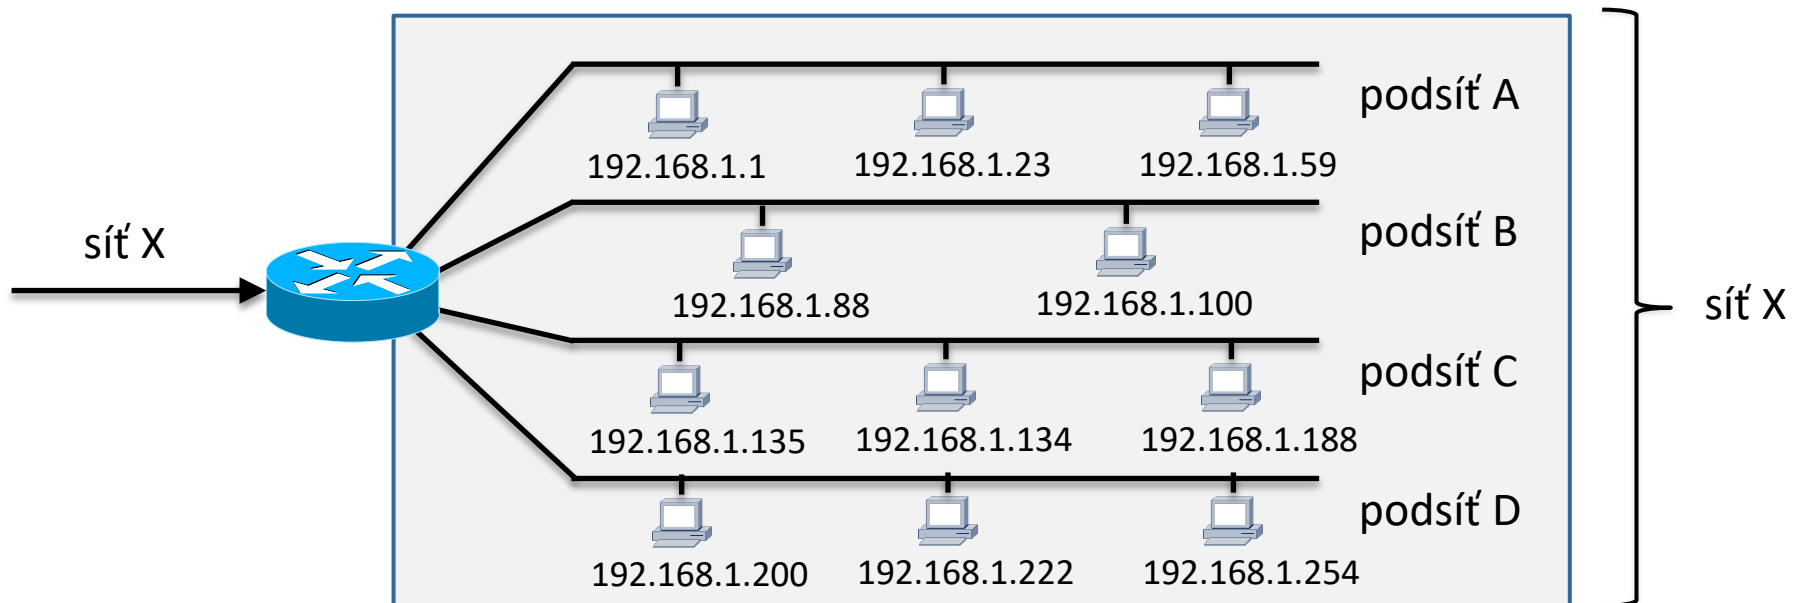 podsíť A
192.168.1.1 192.168.1.23 192.168.1.59
síť X
podsíť B
192.168.1.88 192.168.1.100
síť X
podsíť C
192.168.1.135 192.168.1.134 192.168.1.188
podsíť D
192.168.1.200 192.168.1.222 192.168.1.254